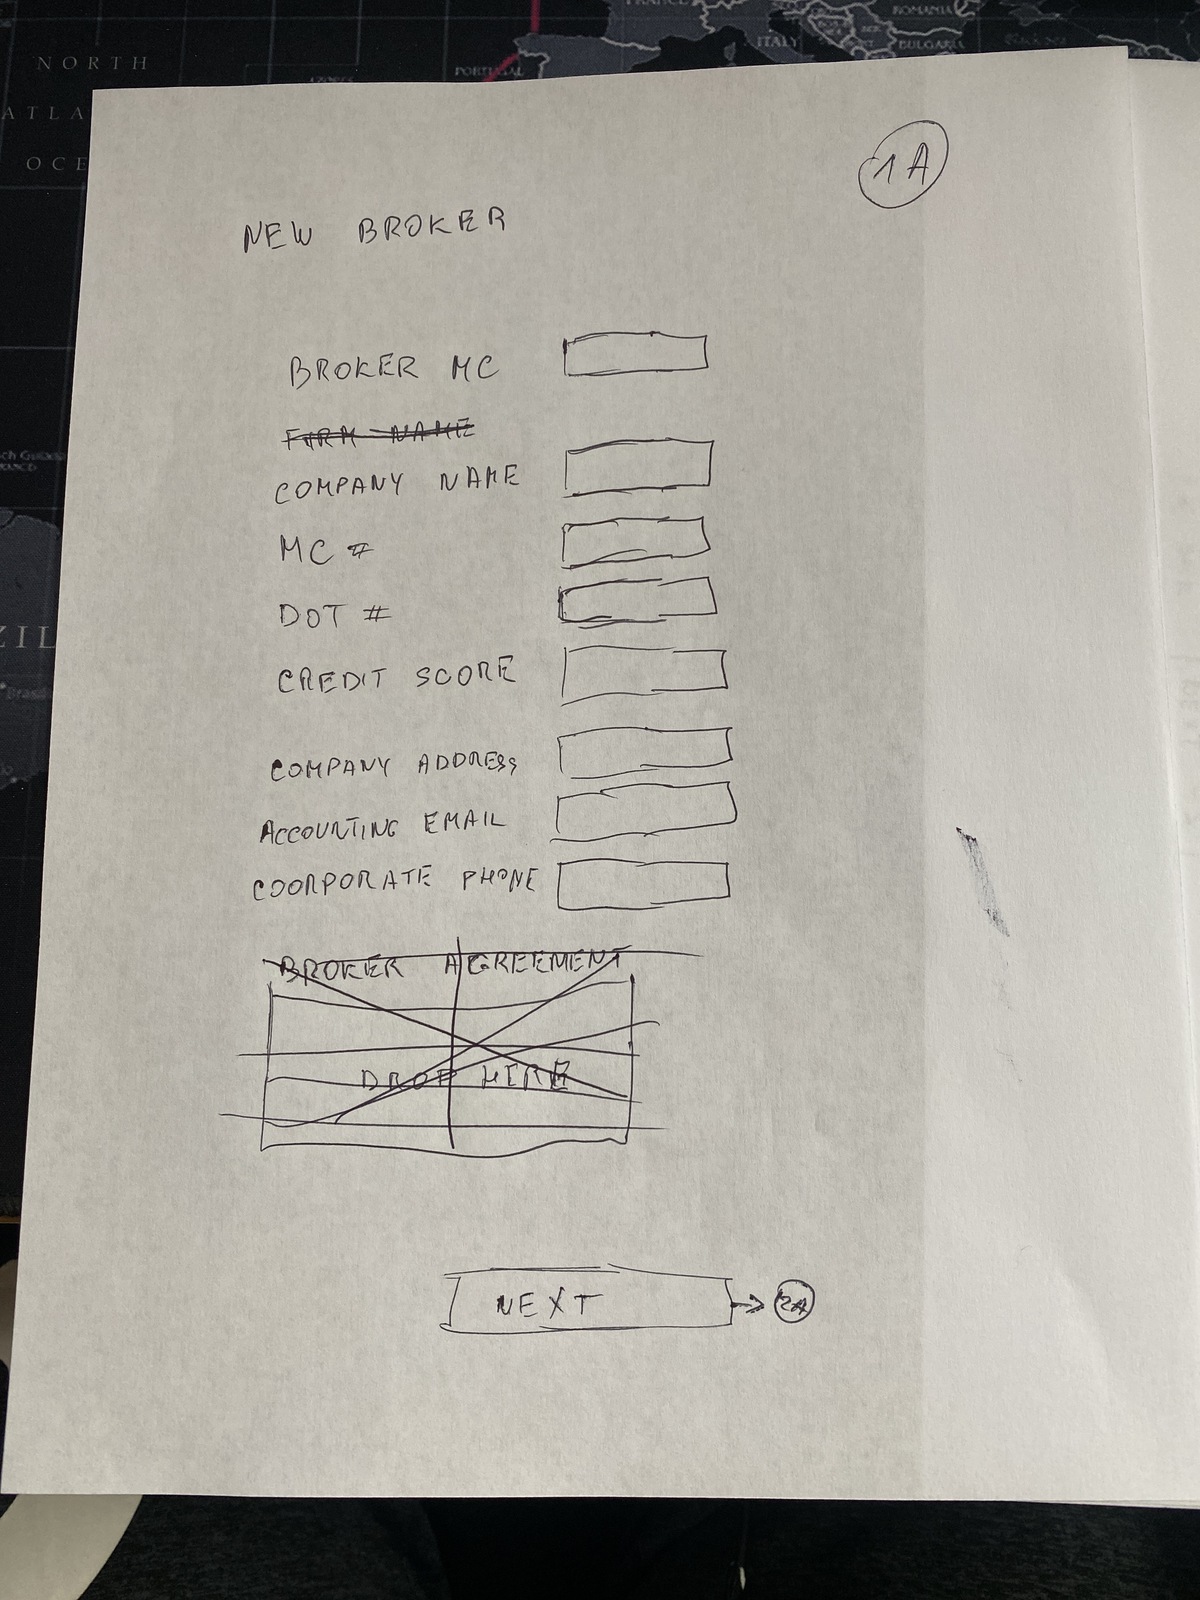 NORTH
ATLA
OCE
PORTUGAL
ITALY
ROMANIA
BULGARIA
ZIL
1A
NEW BROKER
BROKER MC
FIRM NAME
COMPANY NAME
MC #
DOT #
CREDIT SCORE
COMPANY ADDRESS
ACCOUNTING EMAIL
COORPORATE PHONE
BROKER AGREEMENT
DROP HERE
NEXT → 2A